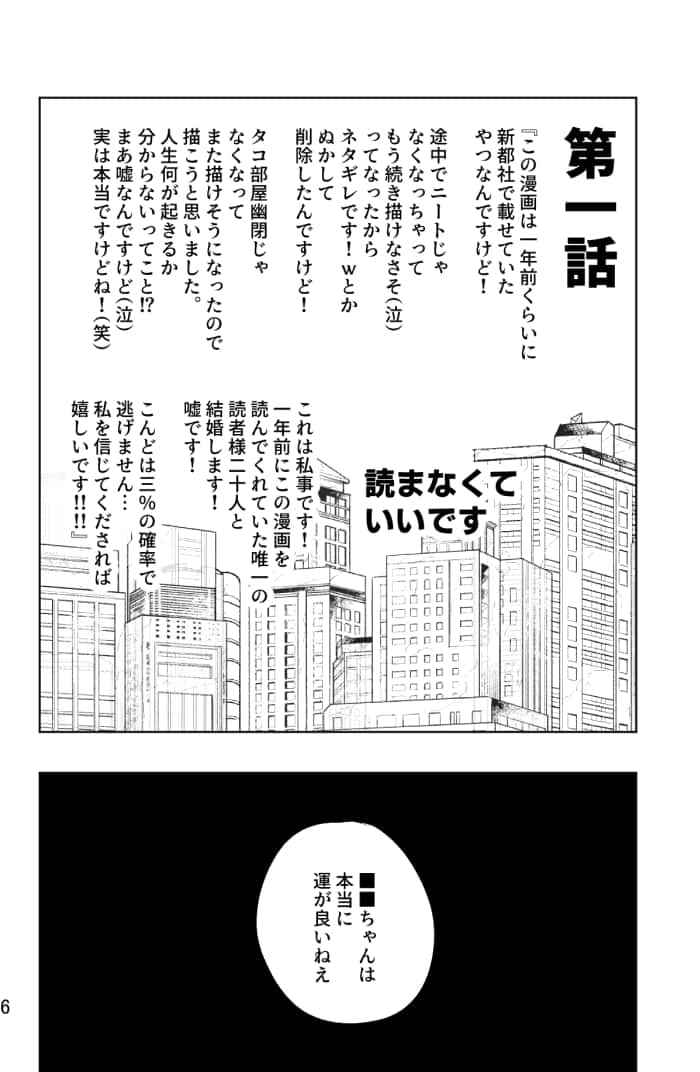 第一話
『この漫画は一年前くらいに
新都社で載せていた
やつなんですけど！
途中でニートじゃ
なくなっちゃって
もう続き描けなさそ(泣)
ってなったから
ネタギレです！ｗとか
ぬかして
削除したんですけど！
タコ部屋幽閉じゃ
なくなって
また描けそうになったので
描こうと思いました。
人生何が起きるか
分からないってこと!?
まあ嘘なんですけど(泣)
実は本当ですけどね！(笑)
読まなくて
いいです
これは私事です！
一年前にこの漫画を
読んでくれていた唯一の
読者様二十人と
結婚します！
嘘です！
こんどは三％の確率で
逃げません…
私を信じてくだされば
嬉しいです!!!!』
■■ちゃんは
本当に
運が良いねえ
6